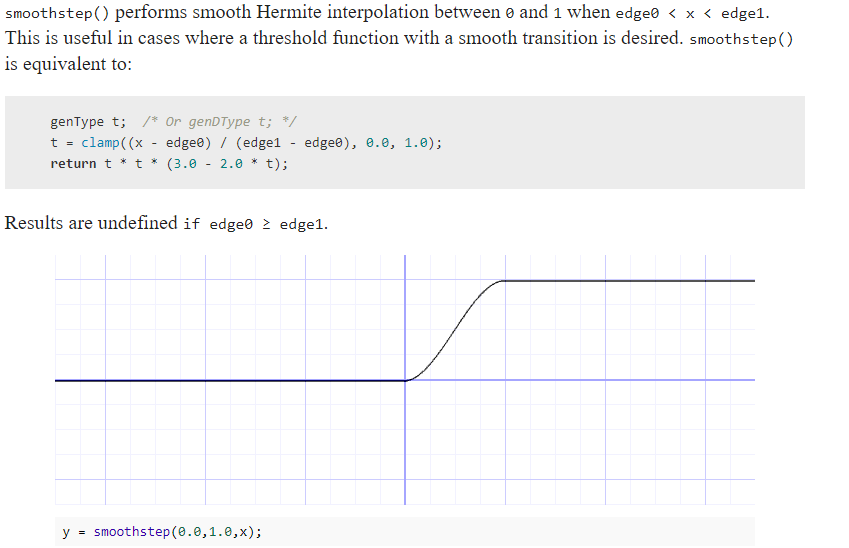 smoothstep() performs smooth Hermite interpolation between 0 and 1 when edge0 < x < edge1.
This is useful in cases where a threshold function with a smooth transition is desired. smoothstep()
is equivalent to:
genType t;  /* Or genDType t; */
t = clamp((x - edge0) / (edge1 - edge0), 0.0, 1.0);
return t * t * (3.0 - 2.0 * t);
Results are undefined if edge0 ≥ edge1.
y = smoothstep(0.0,1.0,x);